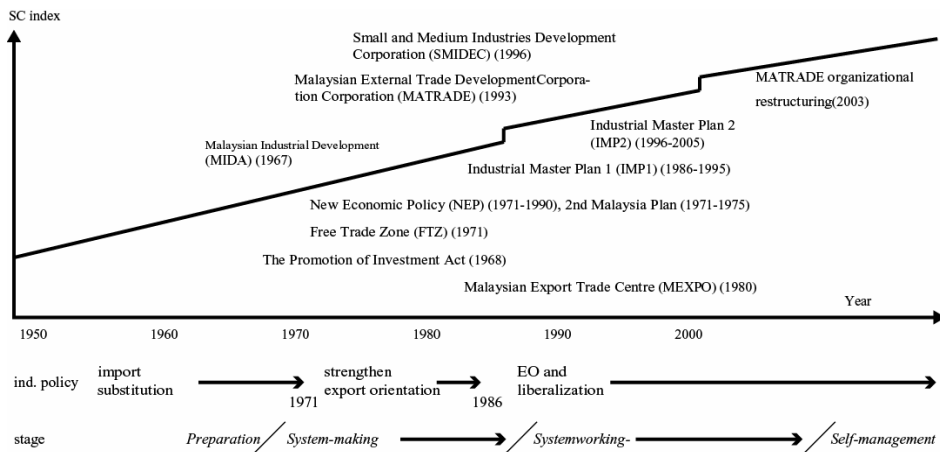 SC index
Small and Medium Industries Development
Corporation (SMIDEC) (1996)
Malaysian External Trade DevelopmentCorpora-
tion Corporation (MATRADE) (1993)
MATRADE organizational
restructuring(2003)
Industrial Master Plan 2
(IMP2) (1996-2005)
Malaysian Industrial Development
(MIDA) (1967)
Industrial Master Plan 1 (IMP1) (1986-1995)
New Economic Policy (NEP) (1971-1990), 2nd Malaysia Plan (1971-1975)
Free Trade Zone (FTZ) (1971)
The Promotion of Investment Act (1968)
Malaysian Export Trade Centre (MEXPO) (1980)
Year
1950 1960 1970 1980 1990 2000
ind. policy
import
substitution
1971
strengthen
export orientation
1986
EO and
liberalization
stage
Preparation
System-making
Systemworking-
Self-management